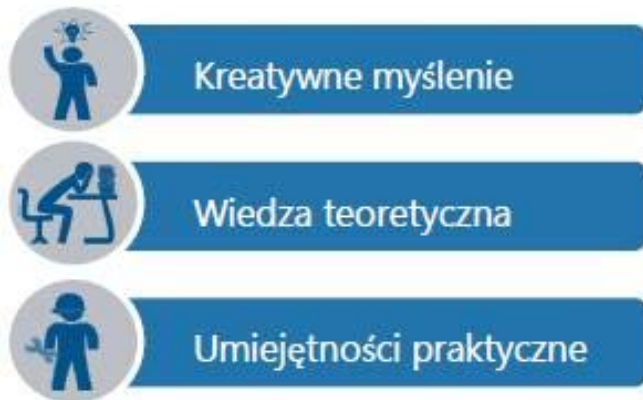 Kreatywne myślenie
Wiedza teoretyczna
Umiejętności praktyczne